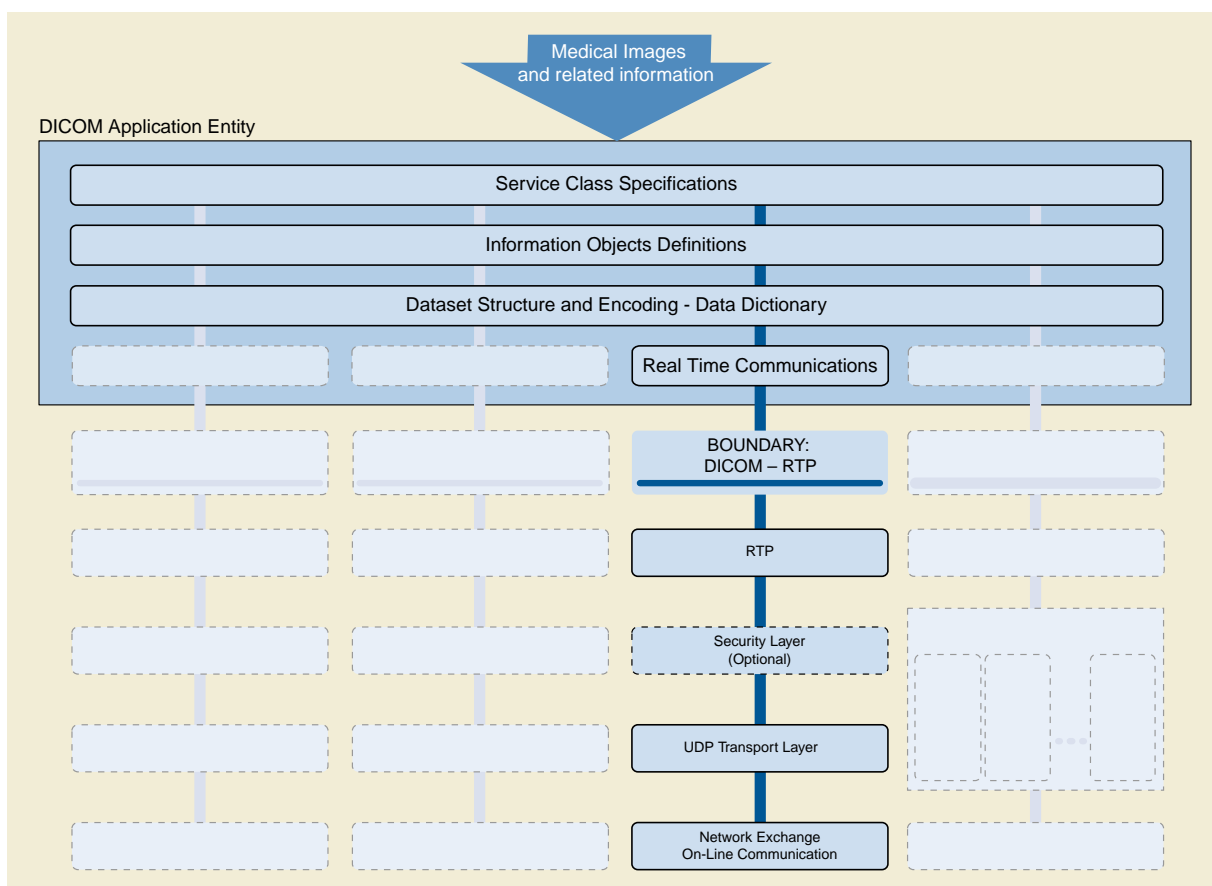 Medical Images
and related information
DICOM Application Entity
Service Class Specifications
Information Objects Definitions
Dataset Structure and Encoding - Data Dictionary
Real Time Communications
BOUNDARY:
DICOM – RTP
RTP
Security Layer
(Optional)
UDP Transport Layer
Network Exchange
On-Line Communication